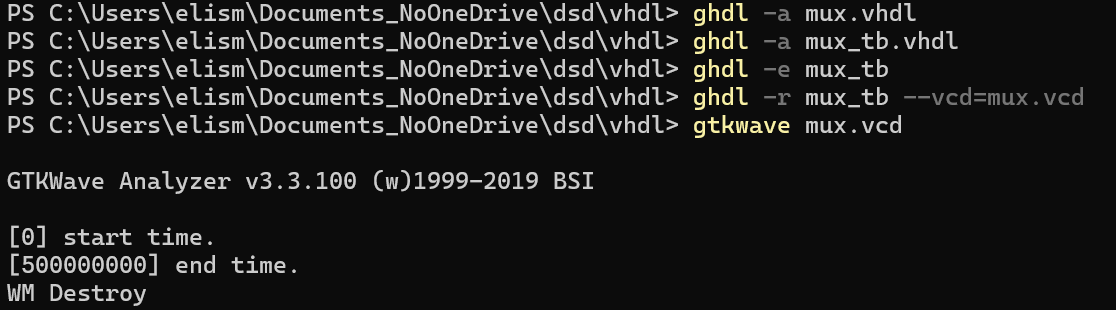 PS C:\Users\elism\Documents_NoOneDrive\dsd\vhdl> ghdl -a mux.vhdl
PS C:\Users\elism\Documents_NoOneDrive\dsd\vhdl> ghdl -a mux_tb.vhdl
PS C:\Users\elism\Documents_NoOneDrive\dsd\vhdl> ghdl -e mux_tb
PS C:\Users\elism\Documents_NoOneDrive\dsd\vhdl> ghdl -r mux_tb --vcd=mux.vcd
PS C:\Users\elism\Documents_NoOneDrive\dsd\vhdl> gtkwave mux.vcd
GTKWave Analyzer v3.3.100 (w)1999-2019 BSI
[0] start time.
[500000000] end time.
WM Destroy